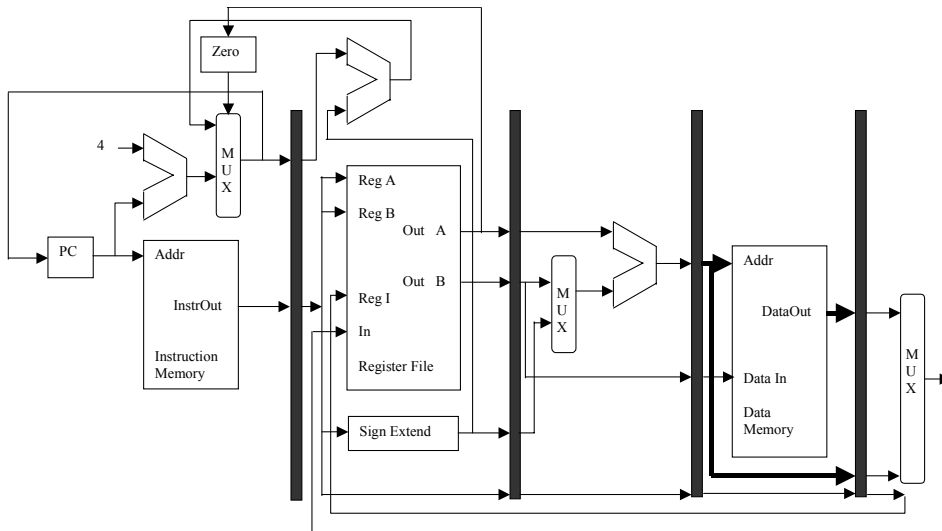 Zero
4
M
U
X
PC
Addr
InstrOut
Instruction
Memory
Reg A
Reg B
Out A
Out B
Reg I
In
Register File
Sign Extend
M
U
X
Addr
DataOut
Data In
Data
Memory
M
U
X